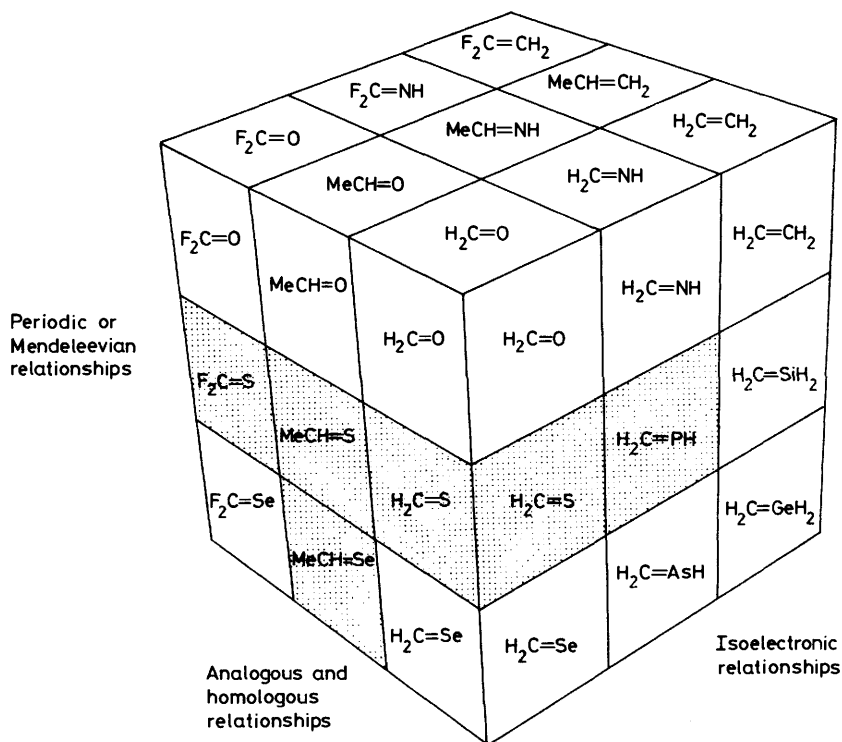 F₂C=CH₂
F₂C=NH
MeCH=CH₂
F₂C=O
MeCH=NH
H₂C=CH₂
MeCH=O
H₂C=NH
H₂C=O
F₂C=O
MeCH=O
H₂C=O
H₂C=O
H₂C=NH
H₂C=CH₂
Periodic or
Mendeleevian
relationships
F₂C=S
MeCH=S
H₂C=S
H₂C=S
H₂C=PH
H₂C=SiH₂
F₂C=Se
MeCH=Se
H₂C=Se
H₂C=Se
H₂C=AsH
H₂C=GeH₂
Analogous and
homologous
relationships
Isoelectronic
relationships